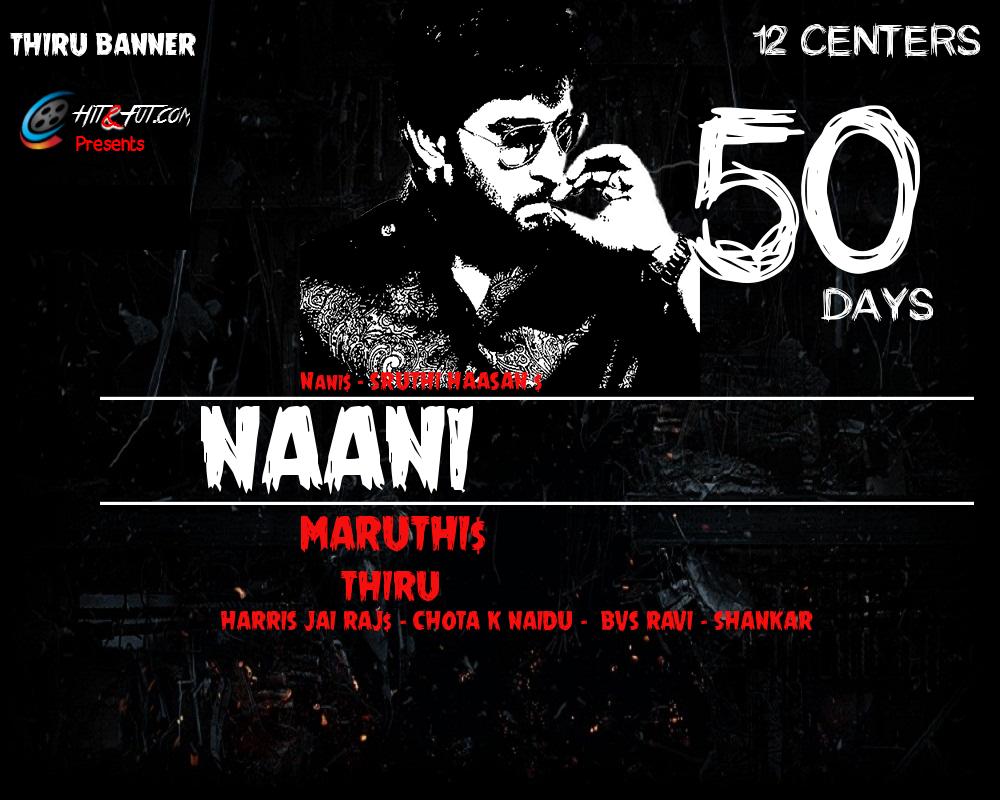 THIRU BANNER
12 CENTERS
HIT&FUT.COM
Presents
50
DAYS
NANI$ - SRUTHI HAASAN $
NAANI
MARUTHI$
THIRU
HARRIS JAI RAJ$ - CHOTA K NAIDU - BVS RAVI - SHANKAR